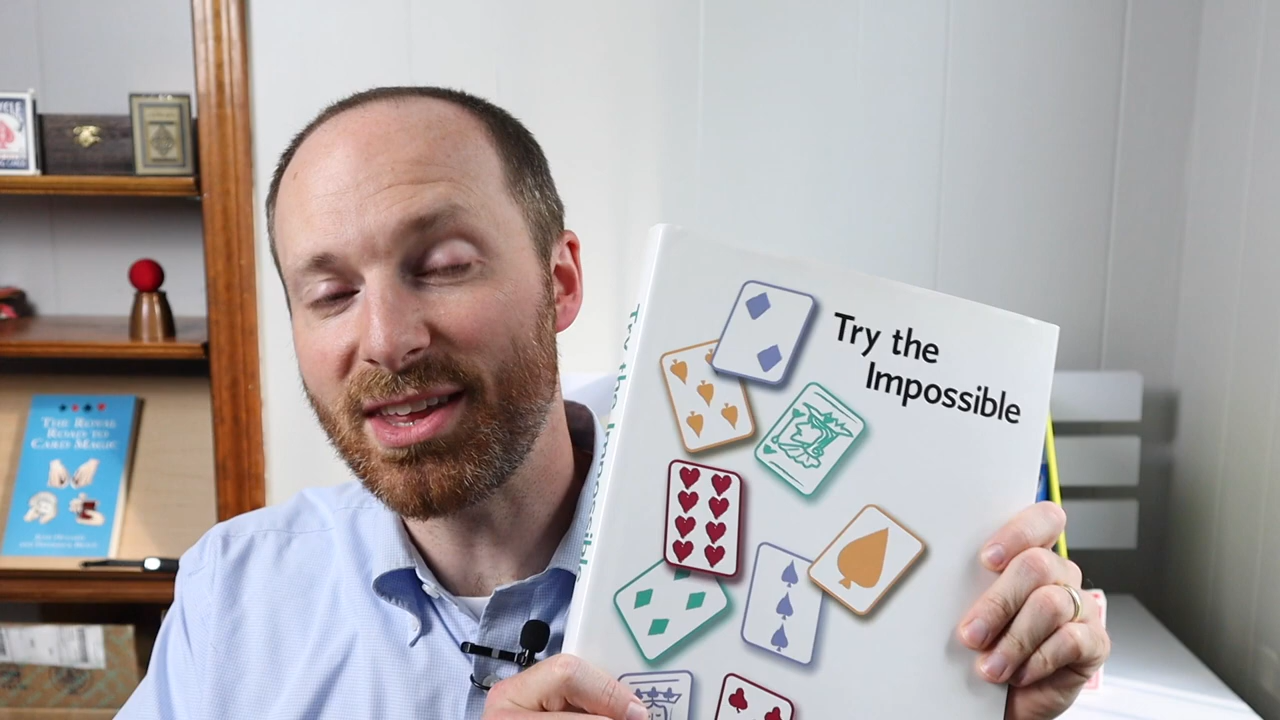 Try the
Impossible
Try the Impossible
THE ROYAL
ROAD TO
CARD MAGIC